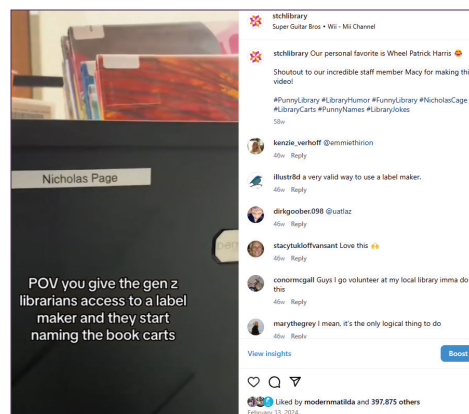 Nicholas Page
POV you give the gen z
librarians access to a label
maker and they start
naming the book carts
stchlibrary
Super Guitar Bros • Wii - Mii Channel
stchlibrary Our personal favorite is Wheel Patrick Harris
Shoutout to our incredible staff member Macy for making thi
video!
#PunnyLibrary #LibraryHumor #FunnyLibrary #NicholasCage
#LibraryCarts #PunnyNames #LibraryJokes
58w
kenzie_verhoff @emmiethirion
46w Reply
illustr8d a very valid way to use a label maker.
46w Reply
dirkgoober.098 @uatlaz
46w Reply
stacytukloffvansant Love this 🙌
46w Reply
conormcgall Guys I go volunteer at my local library imma do
this
46w Reply
marythegrey I mean, it's the only logical thing to do
46w Reply
View insights
Boost
Liked by modernmatilda and 397,875 others
February 13, 2024